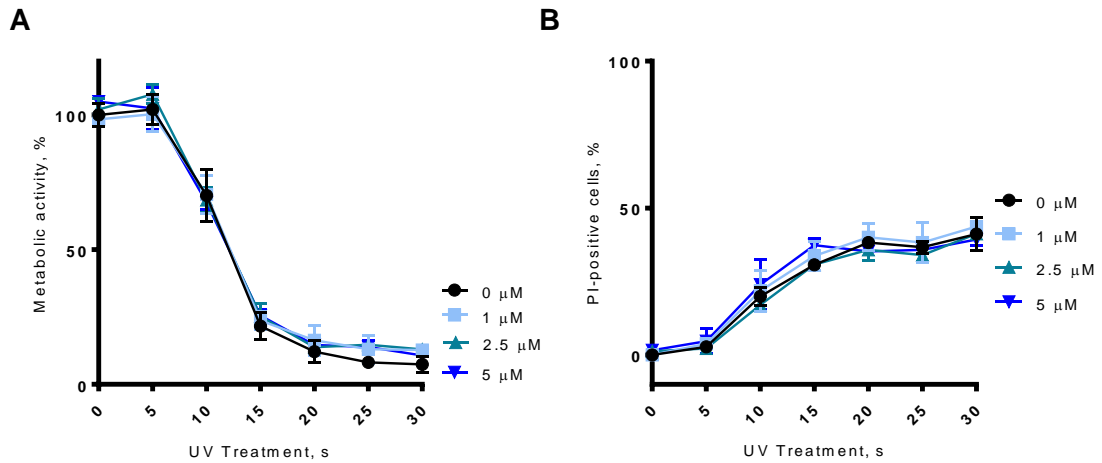 A
Metabolic activity, %
100
50
0
0 5 10 15 20 25 30
UV Treatment, s
0 μM
1 μM
2.5 μM
5 μM
B
PI-positive cells, %
100
50
0
0 5 10 15 20 25 30
UV Treatment, s
0 μM
1 μM
2.5 μM
5 μM